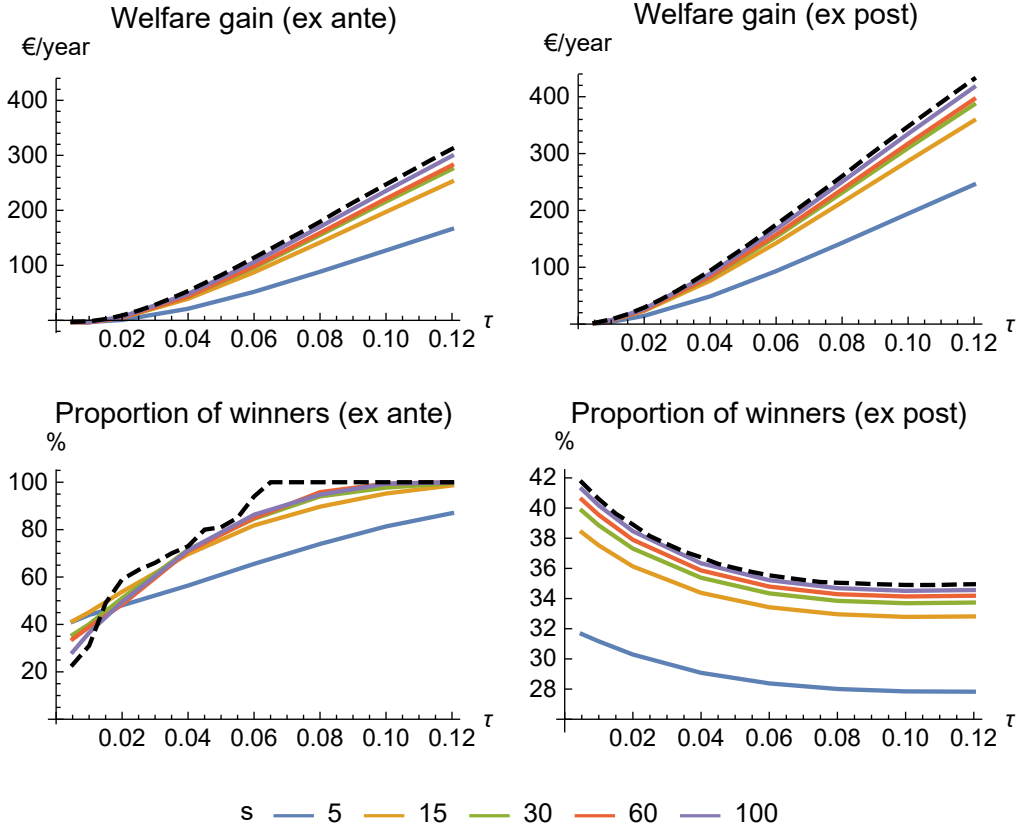 Welfare gain (ex ante)
€/year
400
300
200
100
0.02 0.04 0.06 0.08 0.10 0.12 τ
Welfare gain (ex post)
€/year
400
300
200
100
0.02 0.04 0.06 0.08 0.10 0.12 τ
Proportion of winners (ex ante)
%
100
80
60
40
20
0.02 0.04 0.06 0.08 0.10 0.12 τ
Proportion of winners (ex post)
%
42
40
38
36
34
32
30
28
0.02 0.04 0.06 0.08 0.10 0.12 τ
s 5 15 30 60 100